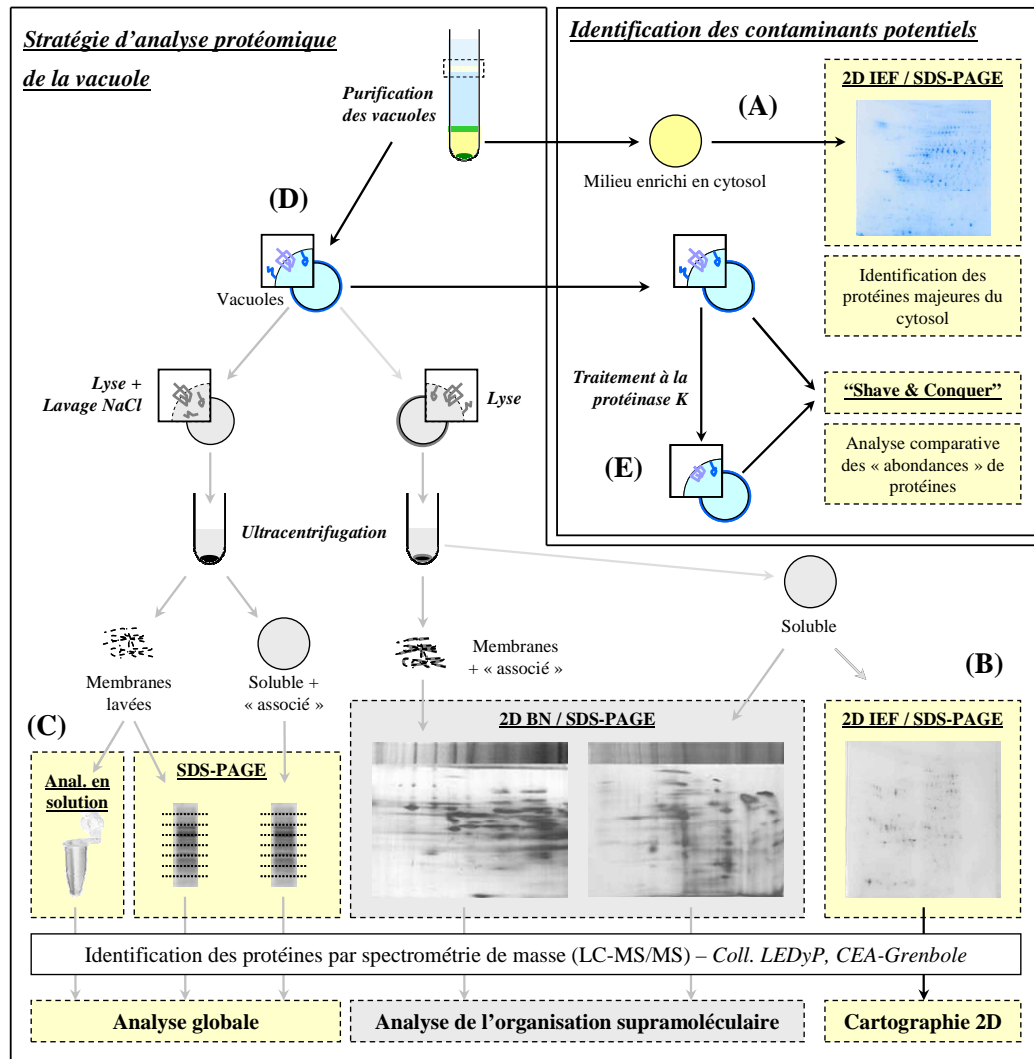 Stratégie d'analyse protéomique
de la vacuole
Identification des contaminants potentiels
Purification
des vacuoles
(A)
2D IEF / SDS-PAGE
Milieu enrichi en cytosol
(D)
Vacuoles
Identification des
protéines majeures du
cytosol
Lyse +
Lavage NaCl
Lyse
Traitement à la
protéinase K
"Shave & Conquer"
(E)
Analyse comparative
des « abondances » de
protéines
Ultracentrifugation
Soluble
Membranes
lavées
Soluble +
« associé »
Membranes
+ « associé »
(B)
(C)
Anal. en
solution
SDS-PAGE
2D BN / SDS-PAGE
2D IEF / SDS-PAGE
Identification des protéines par spectrométrie de masse (LC-MS/MS) – Coll. LEDyP, CEA-Grenbole
Analyse globale
Analyse de l'organisation supramoléculaire
Cartographie 2D